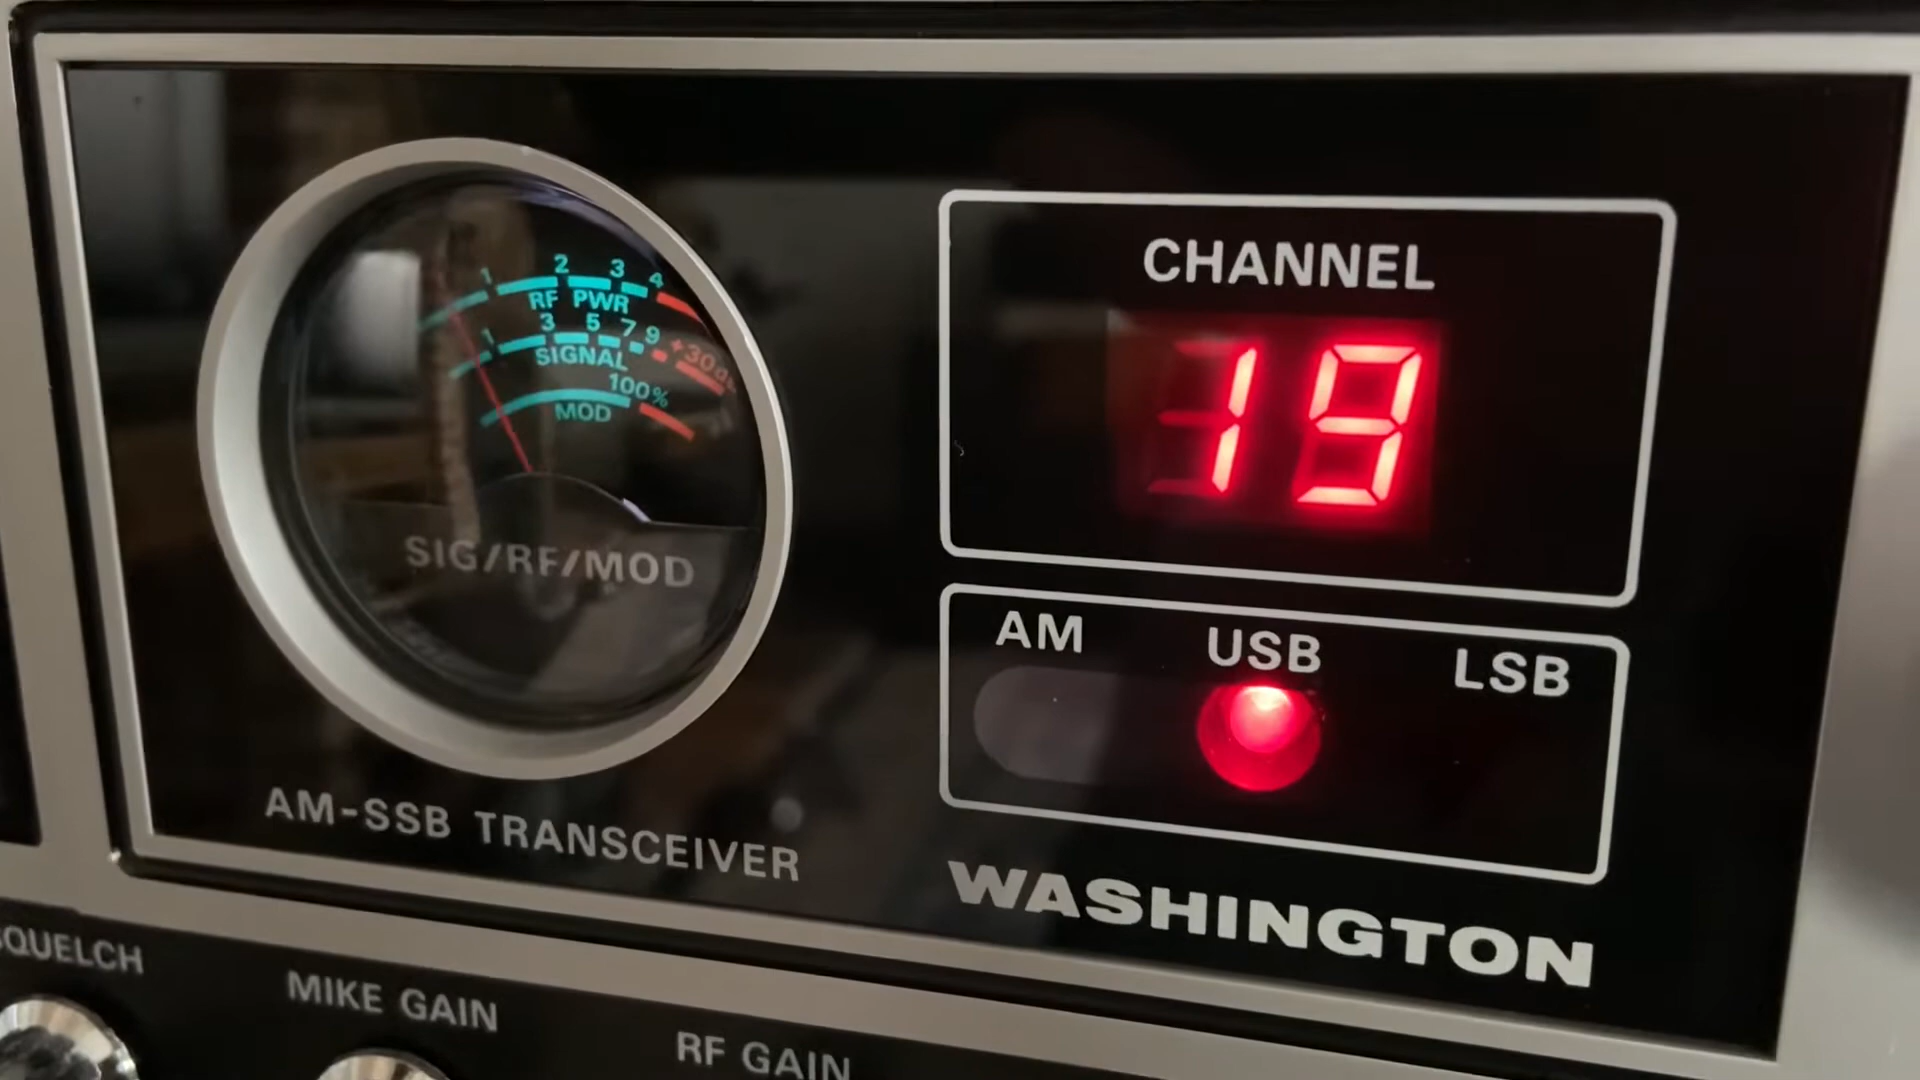 1 2 3 4
RF PWR
1 3 5 7 9 +30dB
SIGNAL
100%
MOD
SIG/RF/MOD
AM-SSB TRANSCEIVER
CHANNEL
19
AM USB LSB
WASHINGTON
SQUELCH
MIKE GAIN
RF GAIN